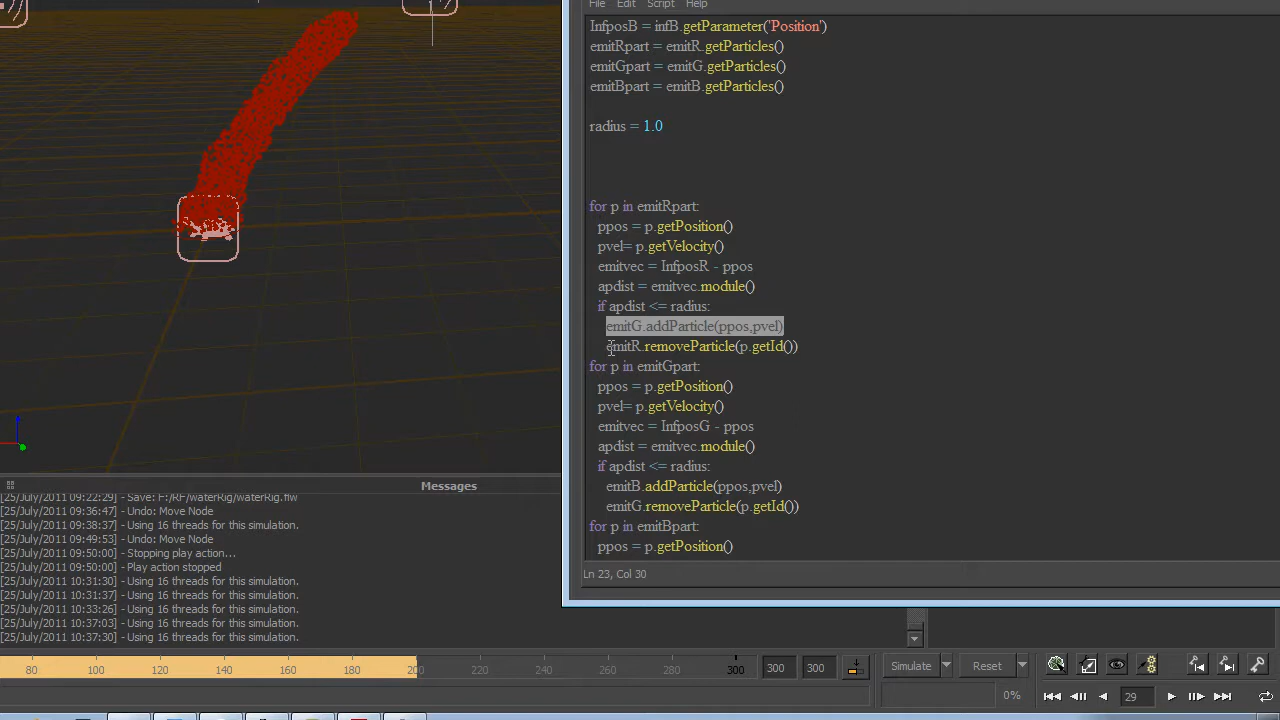 File Edit Script Help
InfposB = infB.getParameter('Position')
emitRpart = emitR.getParticles()
emitGpart = emitG.getParticles()
emitBpart = emitB.getParticles()
radius = 1.0
for p in emitRpart:
ppos = p.getPosition()
pvel= p.getVelocity()
emitvec = InfposR - ppos
apdist = emitvec.module()
if apdist <= radius:
emitG.addParticle(ppos,pvel)
emitR.removeParticle(p.getId())
for p in emitGpart:
ppos = p.getPosition()
pvel= p.getVelocity()
emitvec = InfposG - ppos
apdist = emitvec.module()
if apdist <= radius:
emitB.addParticle(ppos,pvel)
emitG.removeParticle(p.getId())
for p in emitBpart:
ppos = p.getPosition()
Ln 23, Col 30
Messages
[25/July/2011 09:22:29] - Save: F:/RF/waterRig/waterRig.flw
[25/July/2011 09:36:47] - Undo: Move Node
[25/July/2011 09:38:37] - Using 16 threads for this simulation.
[25/July/2011 09:49:53] - Undo: Move Node
[25/July/2011 09:50:00] - Stopping play action...
[25/July/2011 09:50:00] - Play action stopped
[25/July/2011 10:31:30] - Using 16 threads for this simulation.
[25/July/2011 10:31:37] - Using 16 threads for this simulation.
[25/July/2011 10:33:26] - Using 16 threads for this simulation.
[25/July/2011 10:37:03] - Using 16 threads for this simulation.
[25/July/2011 10:37:30] - Using 16 threads for this simulation.
80 100 120 140 160 180 200 220 240 260 280 300 300 300 Simulate Reset
0% 29